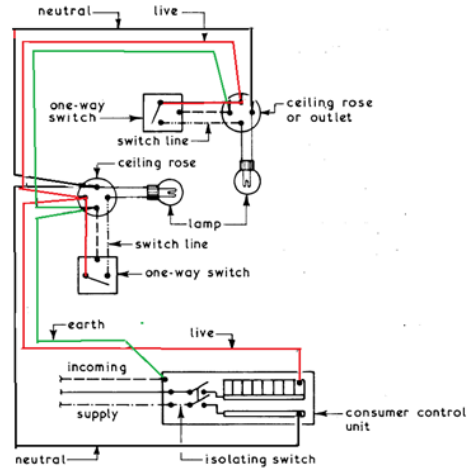 neutral
live
one-way
switch
ceiling rose
or outlet
switch line
ceiling rose
lamp
switch line
one-way switch
earth
live
incoming
supply
consumer control
unit
neutral
isolating switch